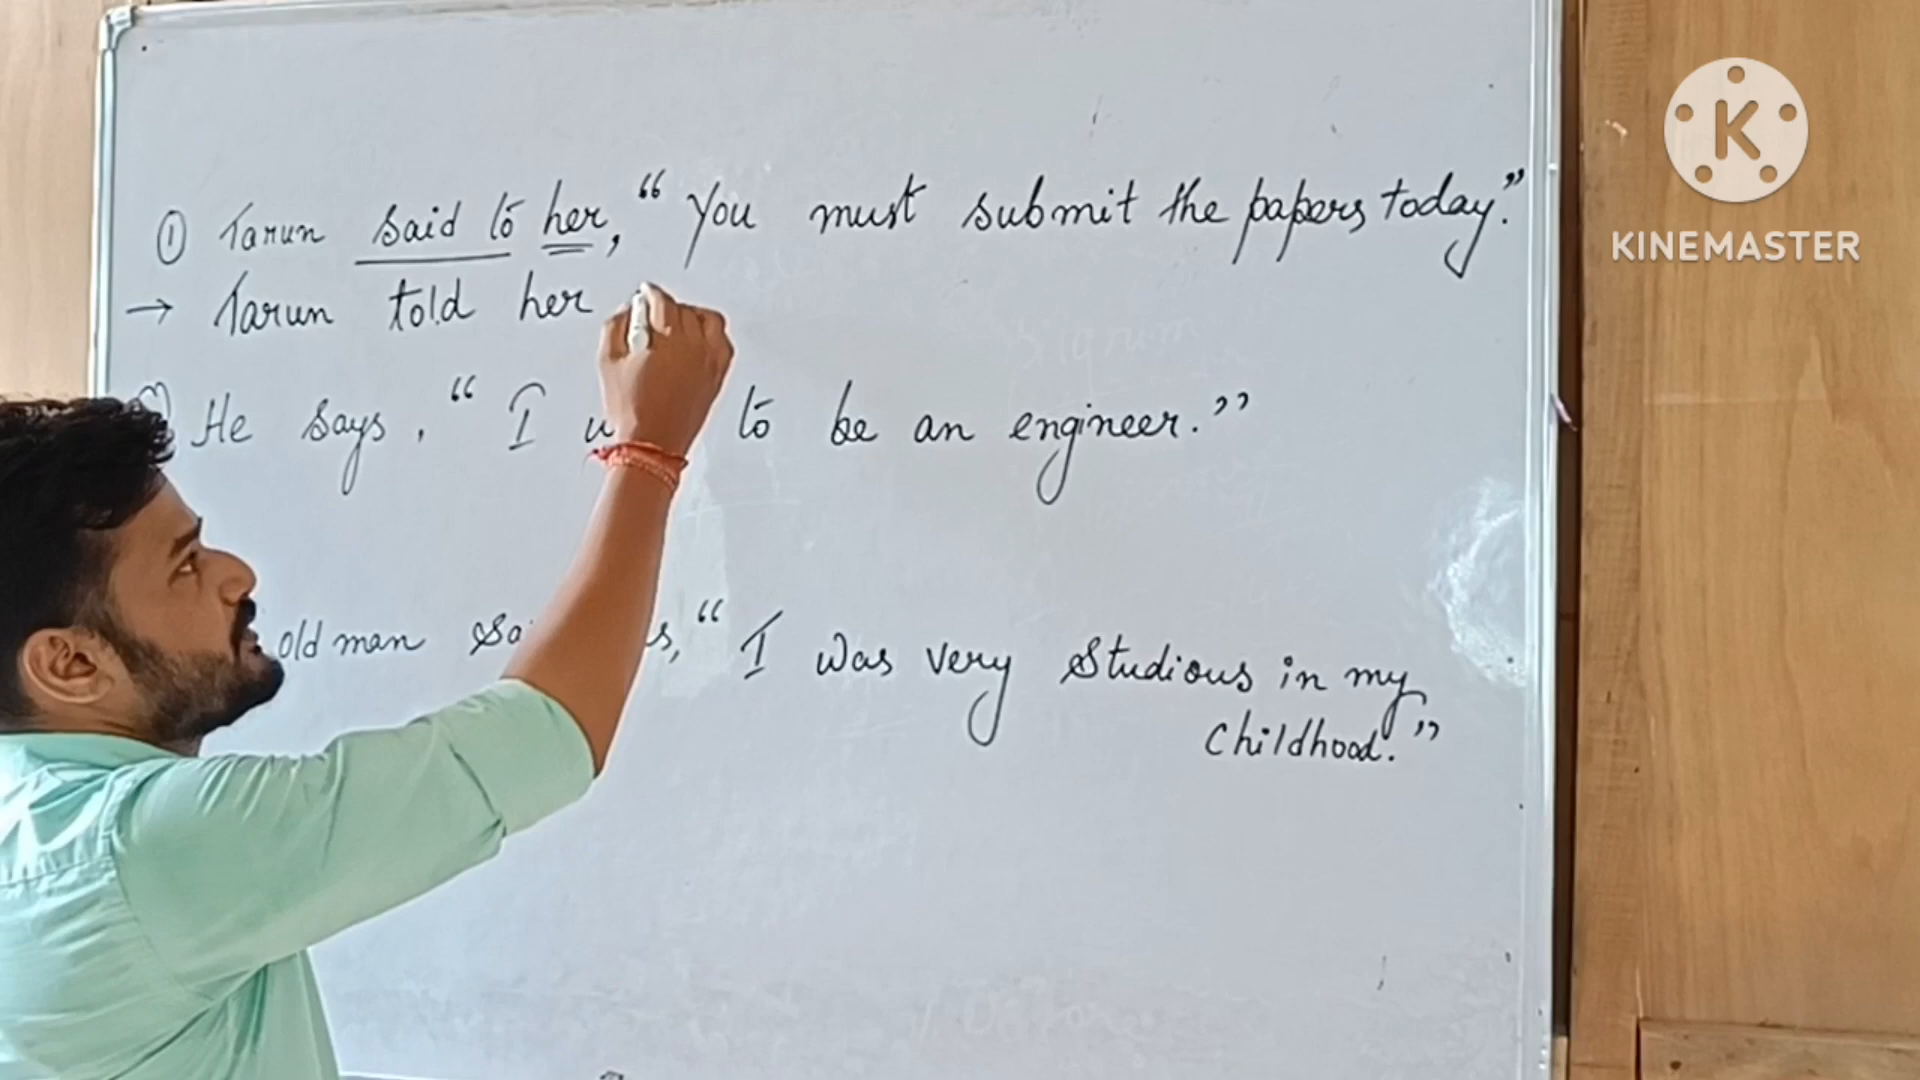 ① Tarun said to her, “You must submit the papers today.”
→ Tarun told her
He says, “I to be an engineer.”
old man “I was very studious in my
childhood.”
K
KINEMASTER